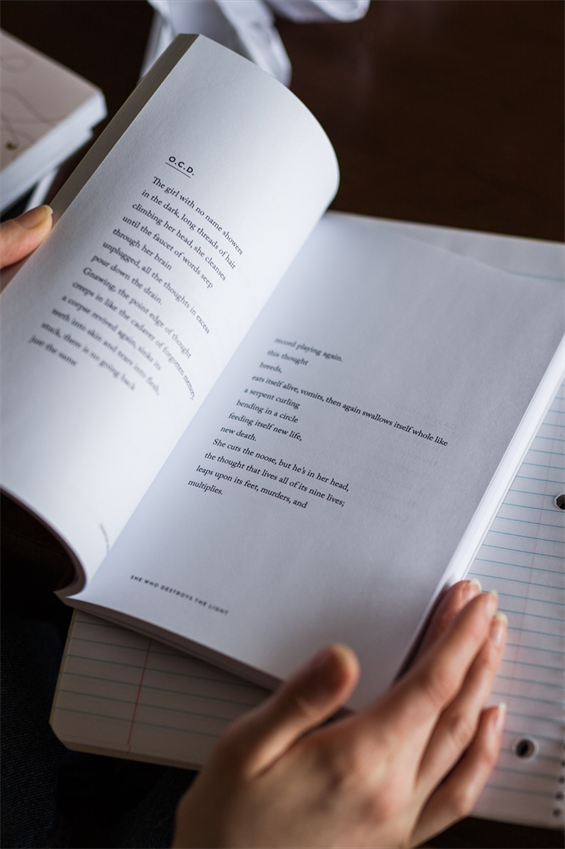 O.C.D.
The girl with no name showers
in the dark, long threads of hair
climbing her head, she cleanses
until the faucet of words seep
through her brain
unplugged, all the thoughts in excess
pour down the drain.
Gnawing, the point edge of thought
creeps in like the cadaver of forgotten memory,
a corpse revived again, sinks its
teeth into skin and tears into flesh,
stuck, there is no going back
just the same
record playing again.
this thought
breeds,
eats itself alive, vomits, then again swallows itself whole like
a serpent curling
bending in a circle
feeding itself new life,
new death.
She cuts the noose, but he's in her head,
the thought that lives all of its nine lives;
leaps upon its feet, murders, and
multiplies.
SHE WHO DESTROYS THE LIGHT